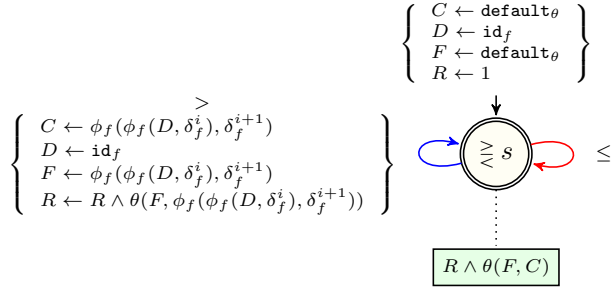 C ← default_θ
D ← id_f
F ← default_θ
R ← 1
>
C ← ϕ_f(ϕ_f(D, δ_f^i), δ_f^{i+1})
D ← id_f
F ← ϕ_f(ϕ_f(D, δ_f^i), δ_f^{i+1})
R ← R ∧ θ(F, ϕ_f(ϕ_f(D, δ_f^i), δ_f^{i+1}))
≷ s
≤
R ∧ θ(F, C)